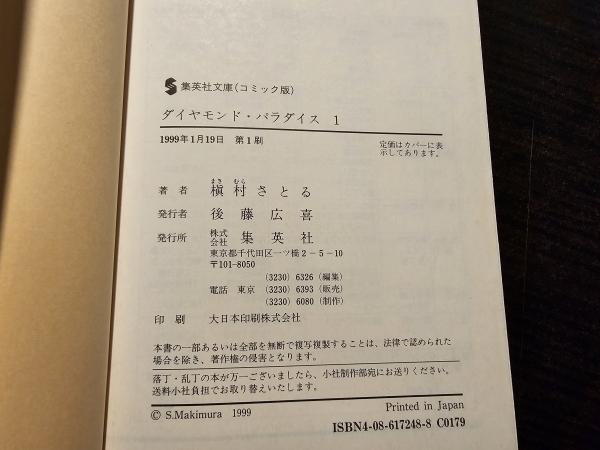 集英社文庫(コミック版)
ダイヤモンド・パラダイス 1
1999年1月19日 第1刷
定価はカバーに表
示してあります。
まき むら
著者 槇村さとる
発行者 後藤広喜
発行所 株式会社 集英社
東京都千代田区一ツ橋2-5-10
〒101-8050
(3230)6326(編集)
電話 東京 (3230)6393(販売)
(3230)6080(制作)
印刷 大日本印刷株式会社
本書の一部あるいは全部を無断で複写複製することは、法律で認められた
場合を除き、著作権の侵害となります。
落丁・乱丁の本が万一ございましたら、小社制作部宛にお送りください。
送料小社負担でお取り替えいたします。
© S.Makimura 1999
Printed in Japan
ISBN4-08-617248-8 C0179